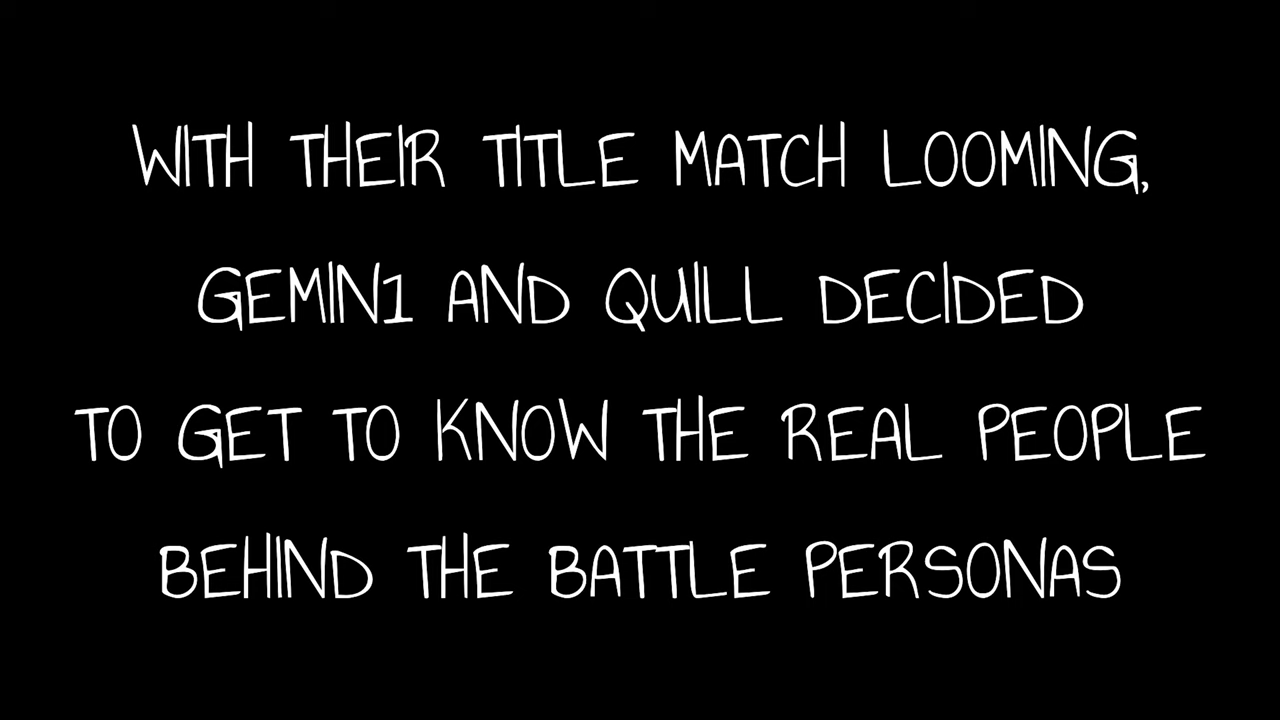 WITH THEIR TITLE MATCH LOOMING,
GEMIN1 AND QUILL DECIDED
TO GET TO KNOW THE REAL PEOPLE
BEHIND THE BATTLE PERSONAS